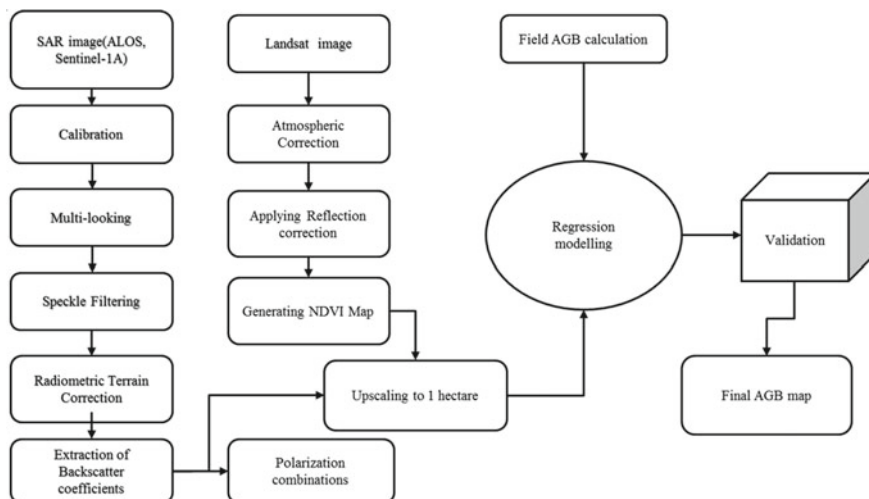 SAR image(ALOS,
Sentinel-1A)
Calibration
Multi-looking
Speckle Filtering
Radiometric Terrain
Correction
Extraction of
Backscatter
coefficients
Landsat image
Atmospheric
Correction
Applying Reflection
correction
Generating NDVI Map
Upscaling to 1 hectare
Polarization
combinations
Field AGB calculation
Regression
modelling
Validation
Final AGB map